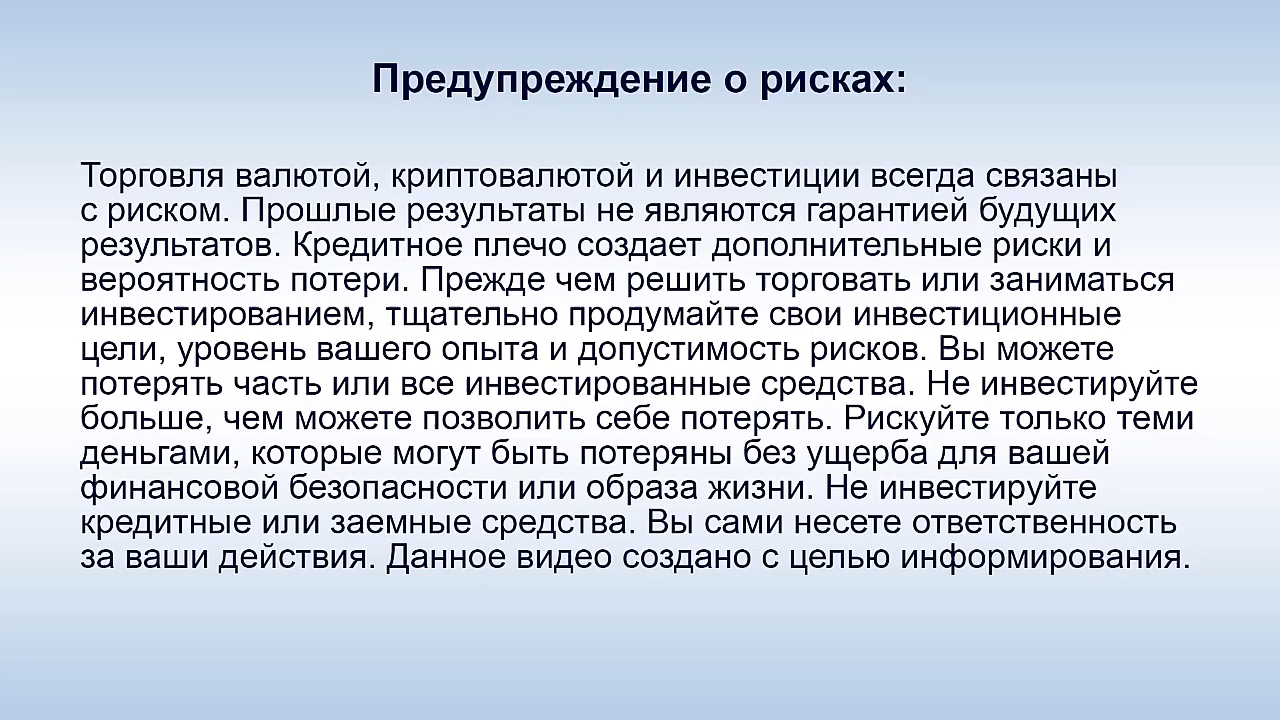 Предупреждение о рисках:
Торговля валютой, криптовалютой и инвестиции всегда связаны
с риском. Прошлые результаты не являются гарантией будущих
результатов. Кредитное плечо создает дополнительные риски и
вероятность потери. Прежде чем решить торговать или заниматься
инвестированием, тщательно продумайте свои инвестиционные
цели, уровень вашего опыта и допустимость рисков. Вы можете
потерять часть или все инвестированные средства. Не инвестируйте
больше, чем можете позволить себе потерять. Рискуйте только теми
деньгами, которые могут быть потеряны без ущерба для вашей
финансовой безопасности или образа жизни. Не инвестируйте
кредитные или заемные средства. Вы сами несете ответственность
за ваши действия. Данное видео создано с целью информирования.